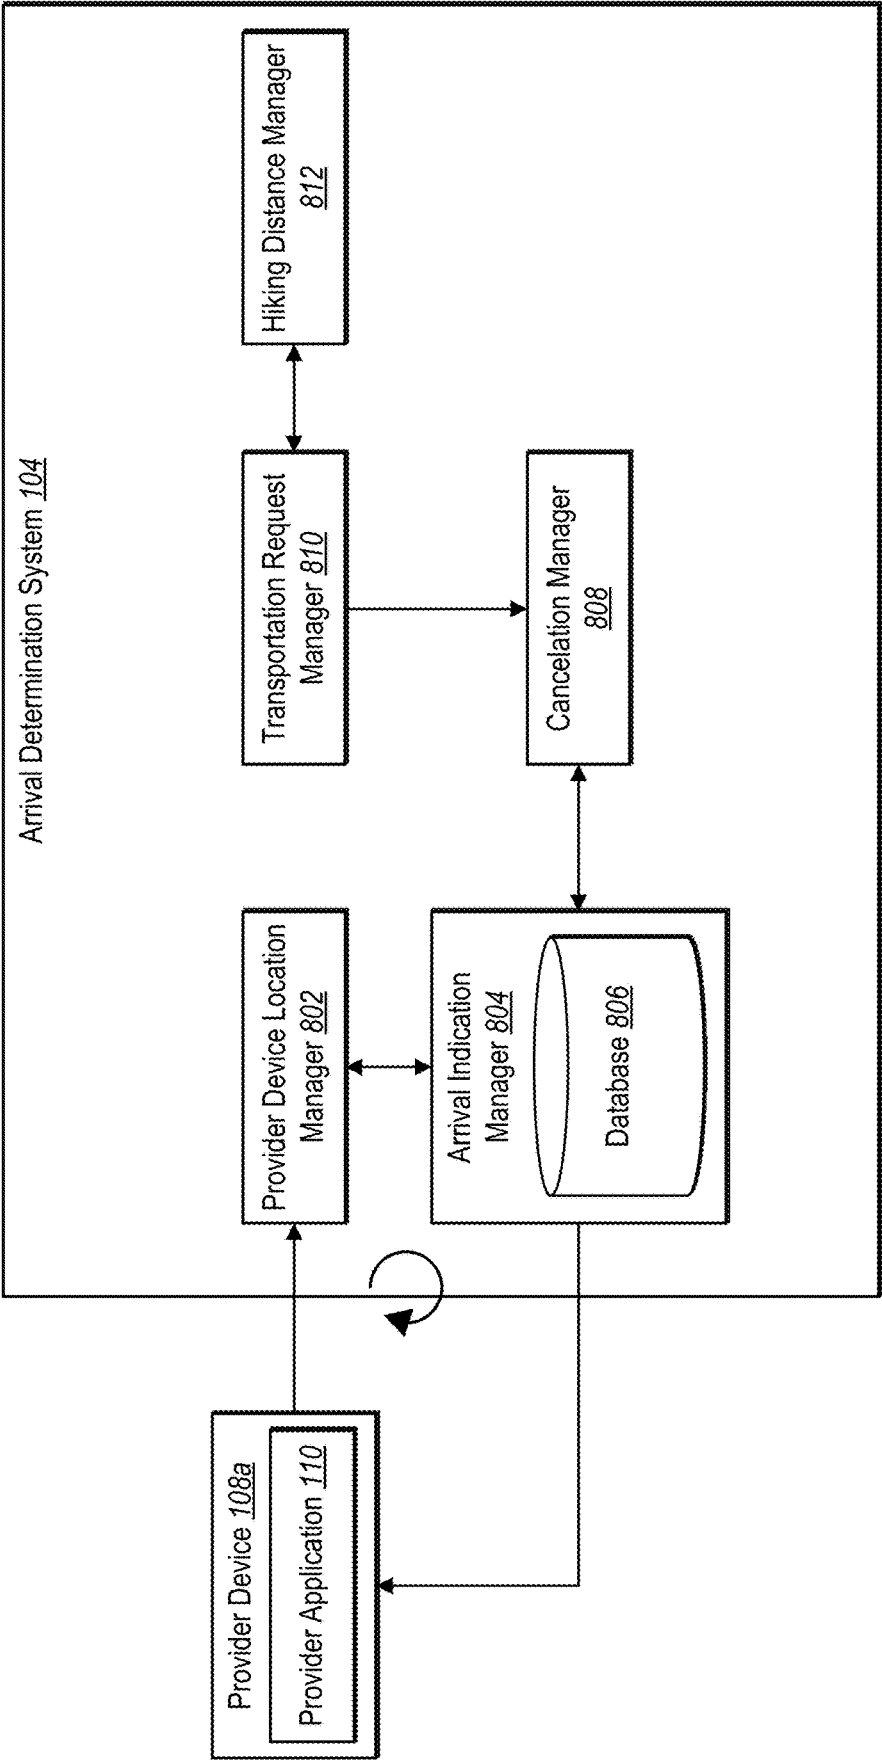 Arrival Determination System 104
Provider Device 108a
Provider Application 110
Provider Device Location
Manager 802
Transportation Request
Manager 810
Hiking Distance Manager
812
Arrival Indication
Manager 804
Database 806
Cancelation Manager
808